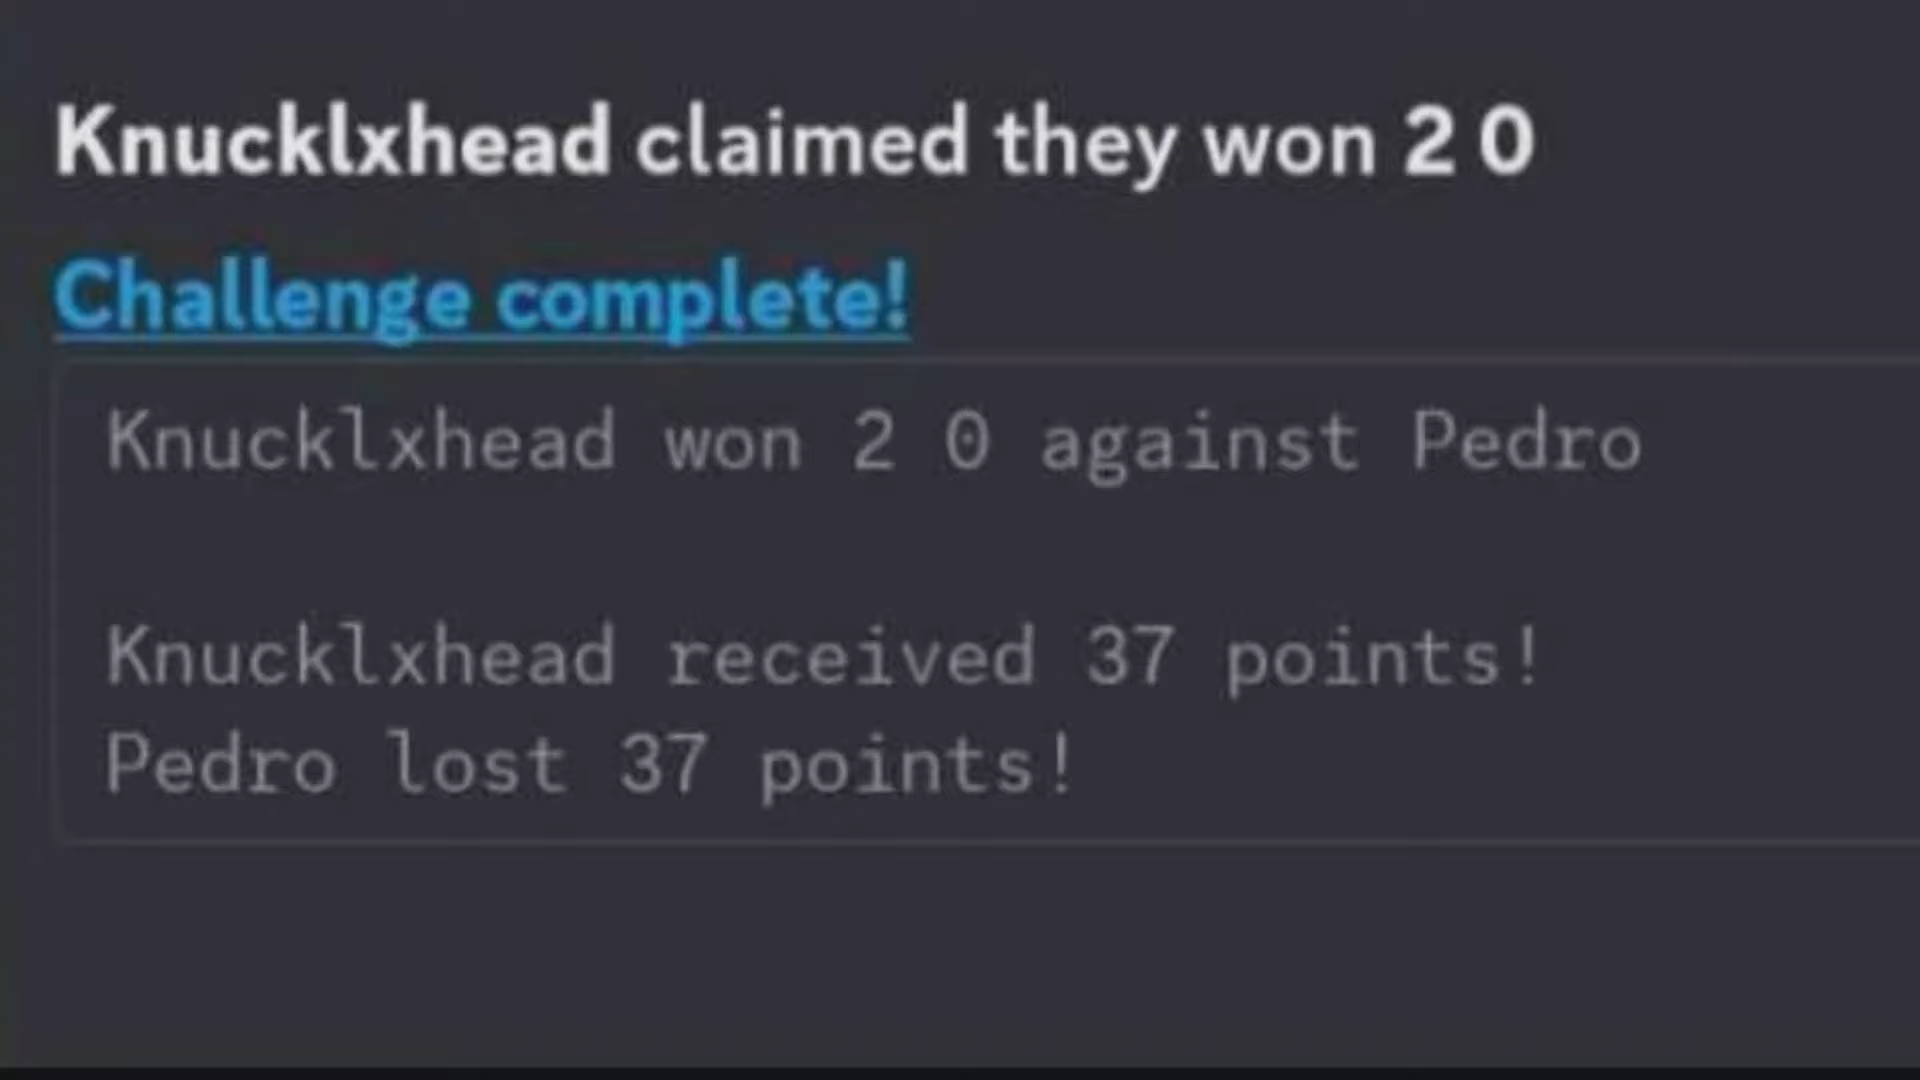 Knucklxhead claimed they won 2 0
Challenge complete!
Knucklxhead won 2 0 against Pedro
Knucklxhead received 37 points!
Pedro lost 37 points!